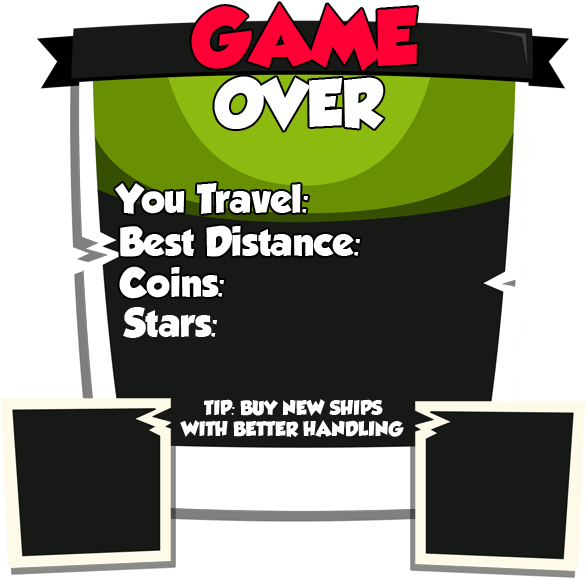 GAME
OVER
You Travel:
Best Distance:
Coins:
Stars:
TIP: BUY NEW SHIPS
WITH BETTER HANDLING